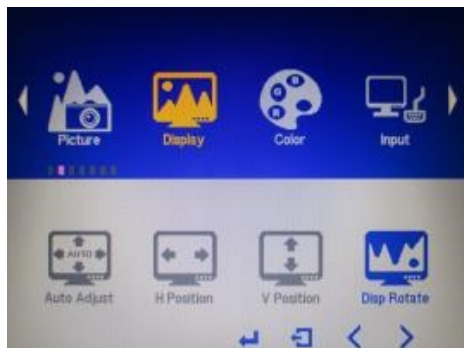 Picture
Display
Color
Input
AUTO
Auto Adjust
H Position
V Position
Disp Rotate